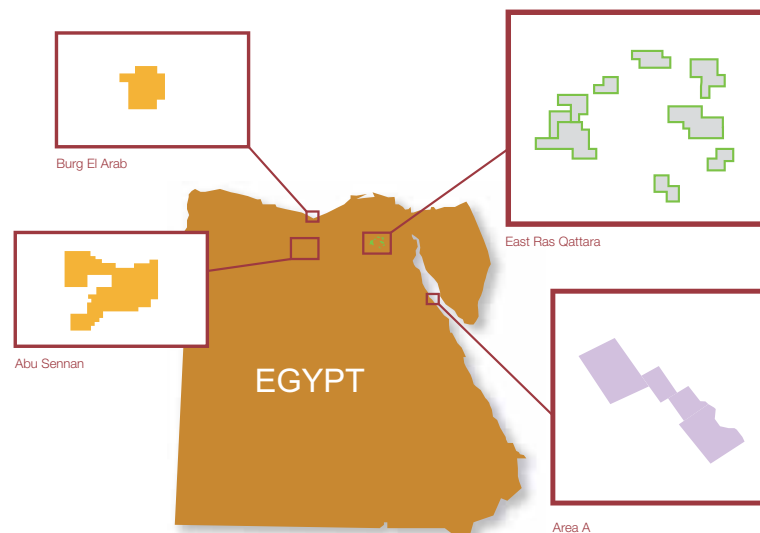 Burg El Arab
East Ras Qattara
Abu Sennan
EGYPT
Area A